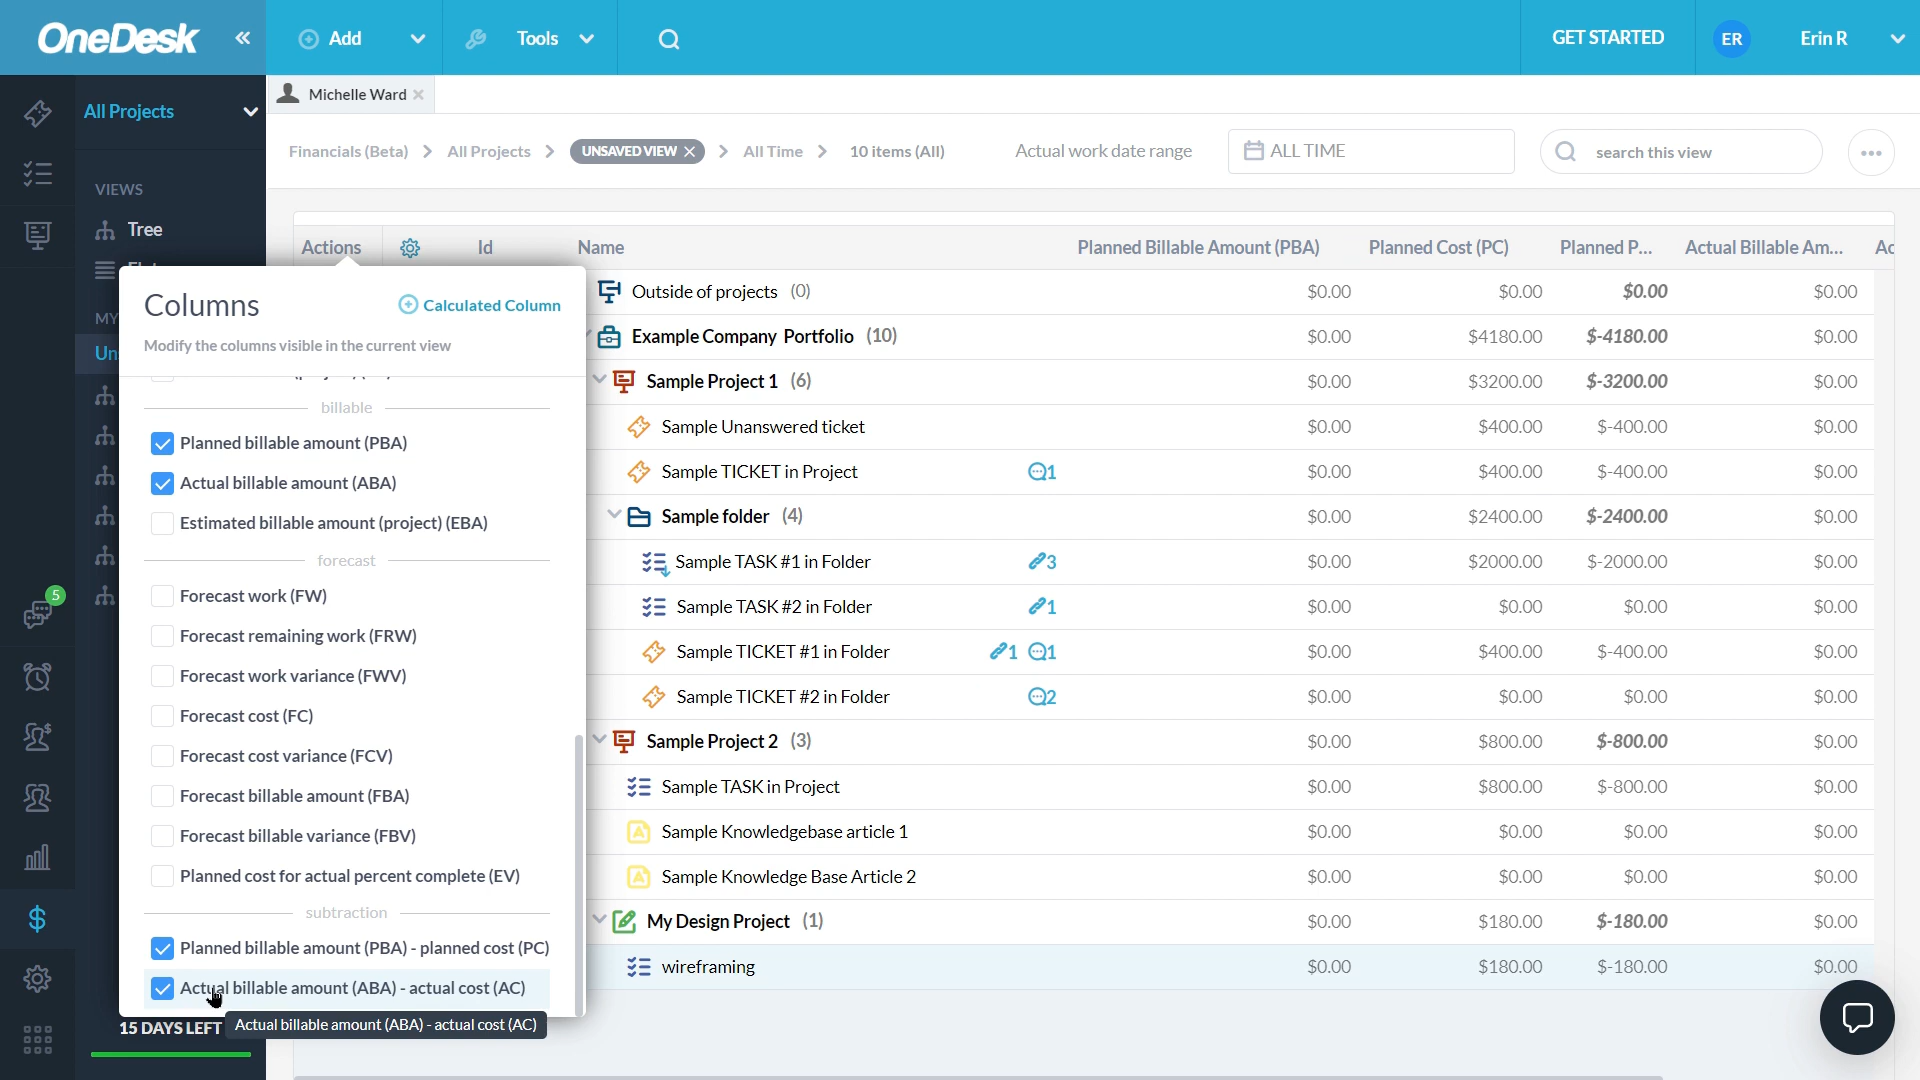 OneDesk
Add
Tools
GET STARTED
ER
Erin R
All Projects
Michelle Ward
Financials (Beta)
All Projects
UNSAVED VIEW
All Time
10 items (All)
Actual work date range
ALL TIME
search this view
VIEWS
Tree
5
15 DAYS LEFT
Columns
Calculated Column
Modify the columns visible in the current view
billable
Planned billable amount (PBA)
Actual billable amount (ABA)
Estimated billable amount (project) (EBA)
forecast
Forecast work (FW)
Forecast remaining work (FRW)
Forecast work variance (FWV)
Forecast cost (FC)
Forecast cost variance (FCV)
Forecast billable amount (FBA)
Forecast billable variance (FBV)
Planned cost for actual percent complete (EV)
subtraction
Planned billable amount (PBA) - planned cost (PC)
Actual billable amount (ABA) - actual cost (AC)
Actual billable amount (ABA) - actual cost (AC)
Actions Id Name Planned Billable Amount (PBA) Planned Cost (PC) Planned P... Actual Billable Am... Ac
Outside of projects (0) $0.00 $0.00 $0.00 $0.00
Example Company Portfolio (10) $0.00 $4180.00 $-4180.00 $0.00
Sample Project 1 (6) $0.00 $3200.00 $-3200.00 $0.00
Sample Unanswered ticket $0.00 $400.00 $-400.00 $0.00
Sample TICKET in Project 1 $0.00 $400.00 $-400.00 $0.00
Sample folder (4) $0.00 $2400.00 $-2400.00 $0.00
Sample TASK #1 in Folder 3 $0.00 $2000.00 $-2000.00 $0.00
Sample TASK #2 in Folder 1 $0.00 $0.00 $0.00 $0.00
Sample TICKET #1 in Folder 1 1 $0.00 $400.00 $-400.00 $0.00
Sample TICKET #2 in Folder 2 $0.00 $0.00 $0.00 $0.00
Sample Project 2 (3) $0.00 $800.00 $-800.00 $0.00
Sample TASK in Project $0.00 $800.00 $-800.00 $0.00
Sample Knowledgebase article 1 $0.00 $0.00 $0.00 $0.00
Sample Knowledge Base Article 2 $0.00 $0.00 $0.00 $0.00
My Design Project (1) $0.00 $180.00 $-180.00 $0.00
wireframing $0.00 $180.00 $-180.00 $0.00